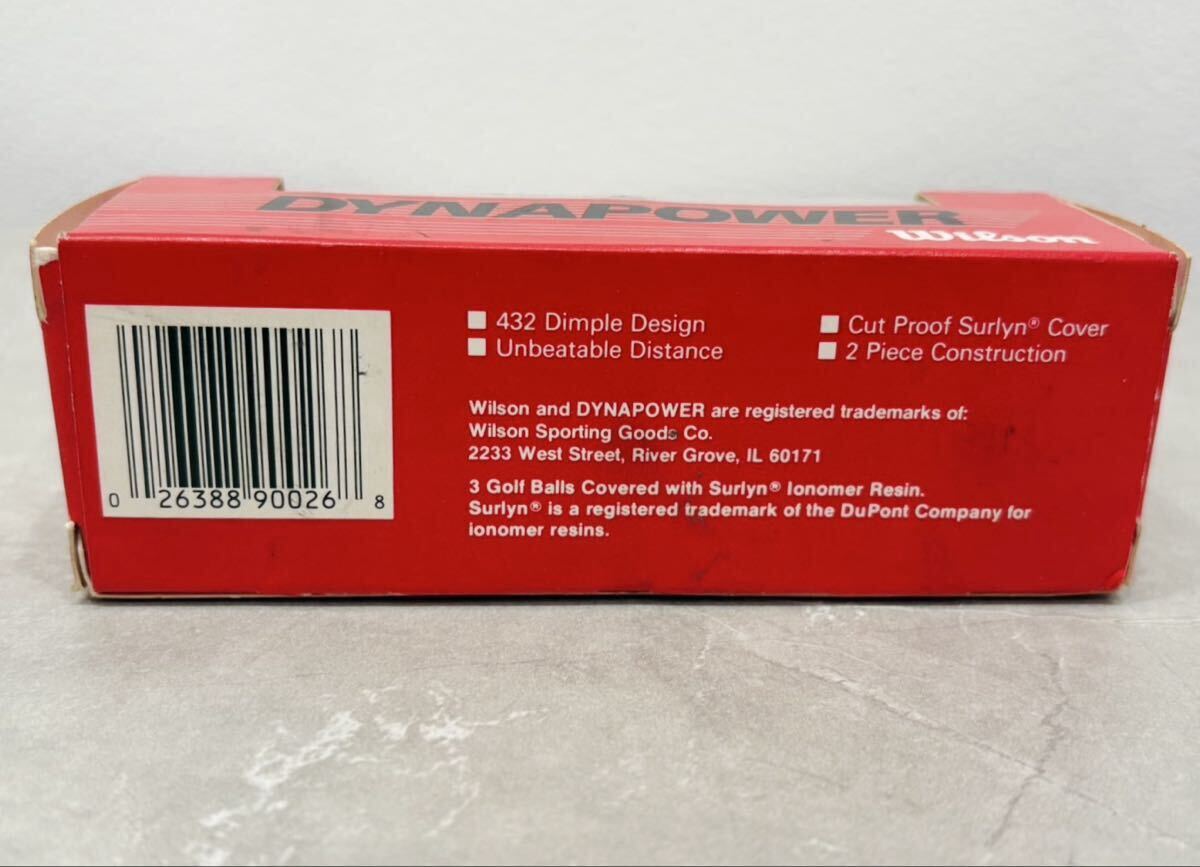 DYNAPOWER
Wilson
432 Dimple Design
Unbeatable Distance
Cut Proof Surlyn® Cover
2 Piece Construction
Wilson and DYNAPOWER are registered trademarks of:
Wilson Sporting Goods Co.
2233 West Street, River Grove, IL 60171
3 Golf Balls Covered with Surlyn® Ionomer Resin.
Surlyn® is a registered trademark of the DuPont Company for
ionomer resins.
0 26388 90026 8